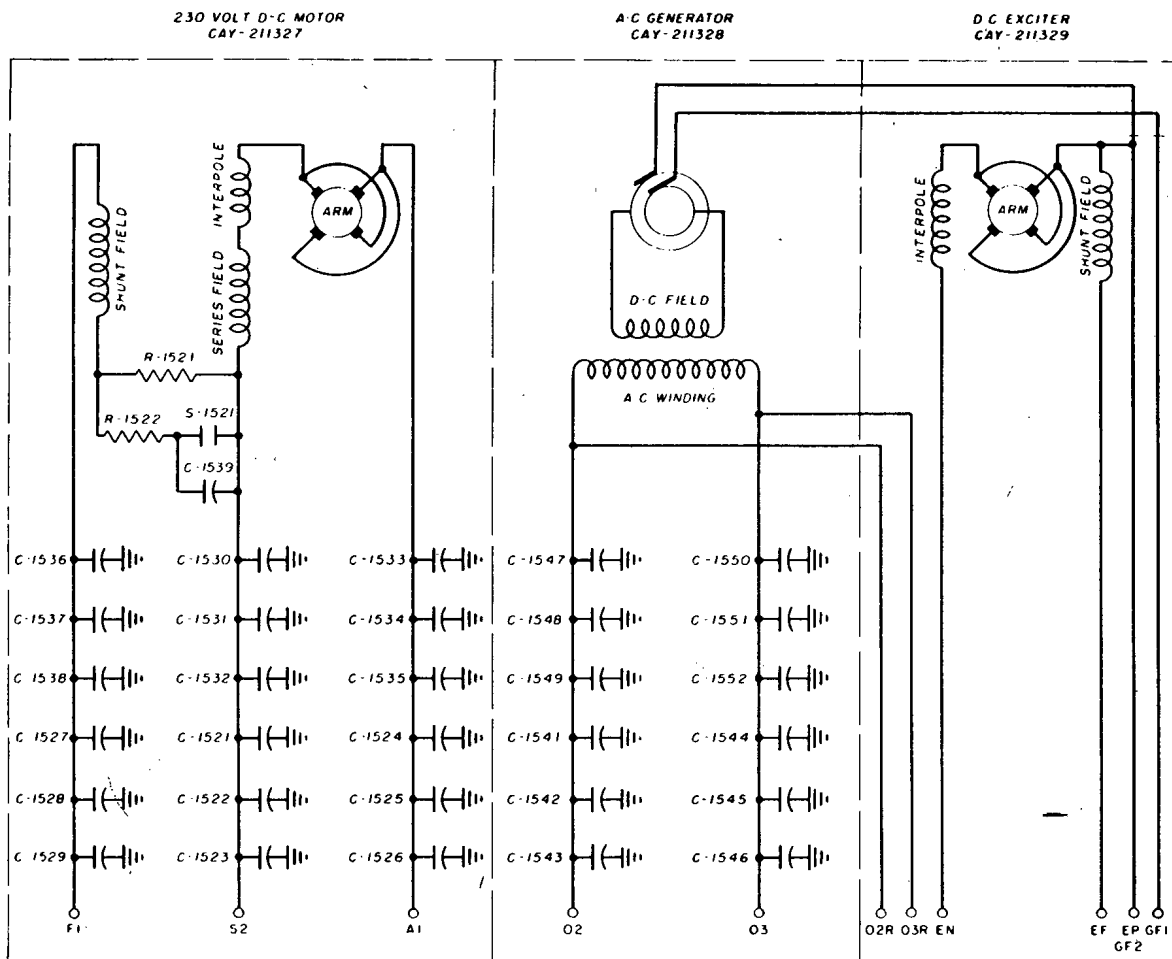 230 VOLT D-C MOTOR
CAY-211327
A-C GENERATOR
CAY-211328
D C EXCITER
CAY-211329
SHUNT FIELD
SERIES FIELD
INTERPOLE
ARM
D-C FIELD
A C WINDING
INTERPOLE
ARM
SHUNT FIELD
R-1521
R-1522
S-1521
C-1539
C-1536
C-1530
C-1533
C-1547
C-1550
C-1537
C-1531
C-1534
C-1548
C-1551
C 1538
C-1532
C-1535
C-1549
C-1552
C 1527
C-1521
C-1524
C-1541
C-1544
C-1528
C-1522
C-1525
C-1542
C-1545
C 1529
C-1523
C-1526
C-1543
C-1546
F1
S2
A1
O2
O3
O2R
O3R
EN
EF
EP
GF1
GF2